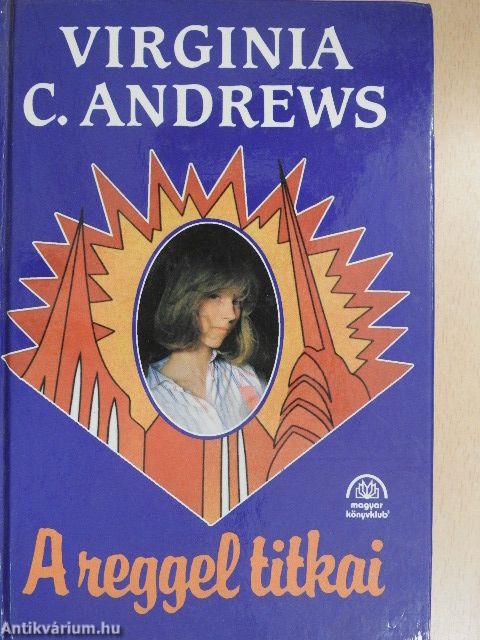 VIRGINIA
C. ANDREWS
magyar
könyvklub
A reggel titkai
Antikvárium.hu